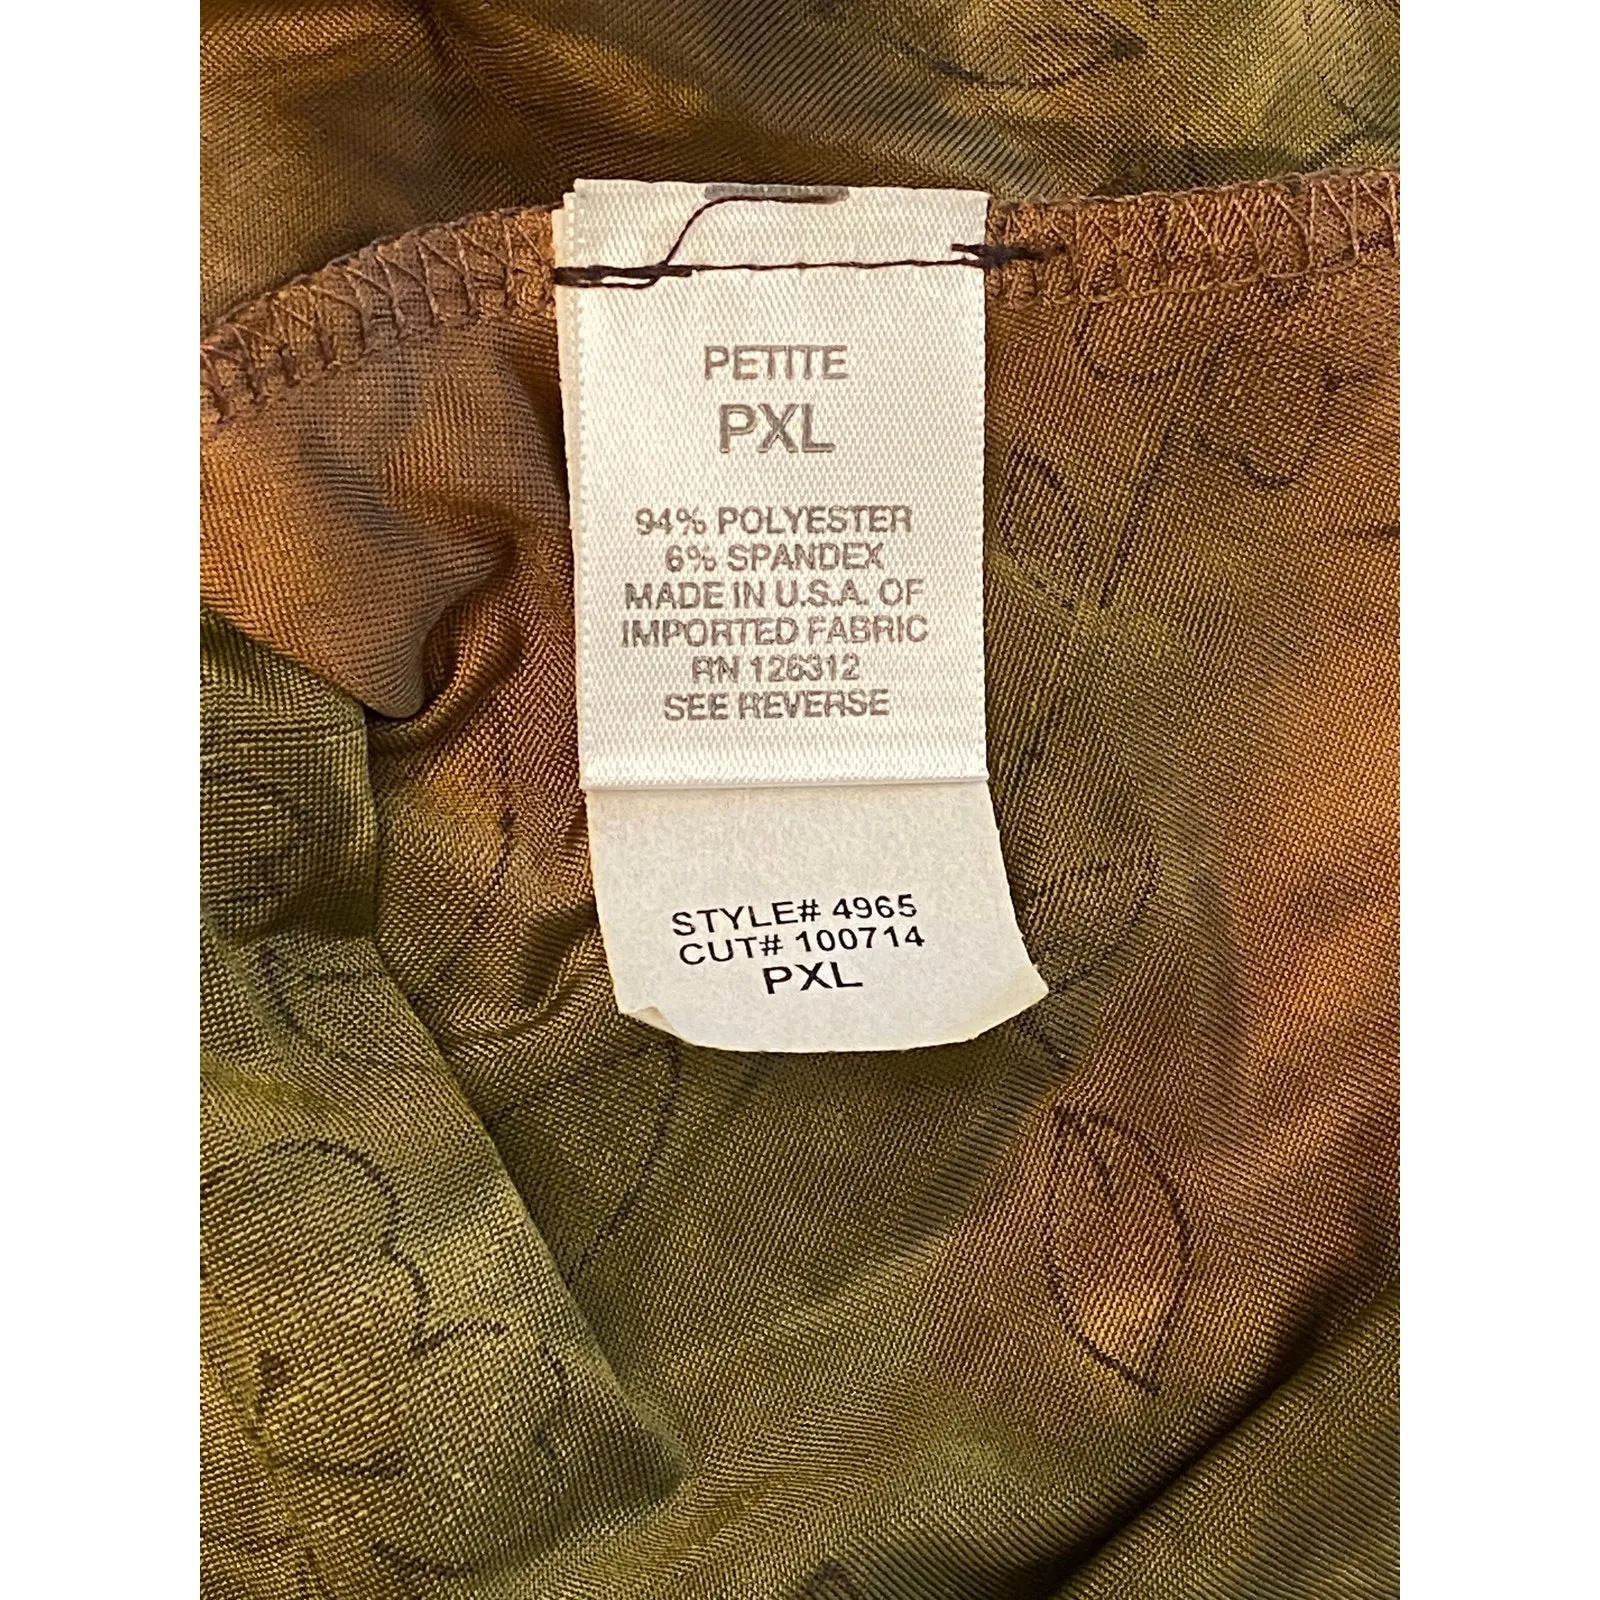 PETITE
PXL
94% POLYESTER
6% SPANDEX
MADE IN U.S.A. OF
IMPORTED FABRIC
RN 126312
SEE REVERSE
STYLE# 4965
CUT# 100714
PXL